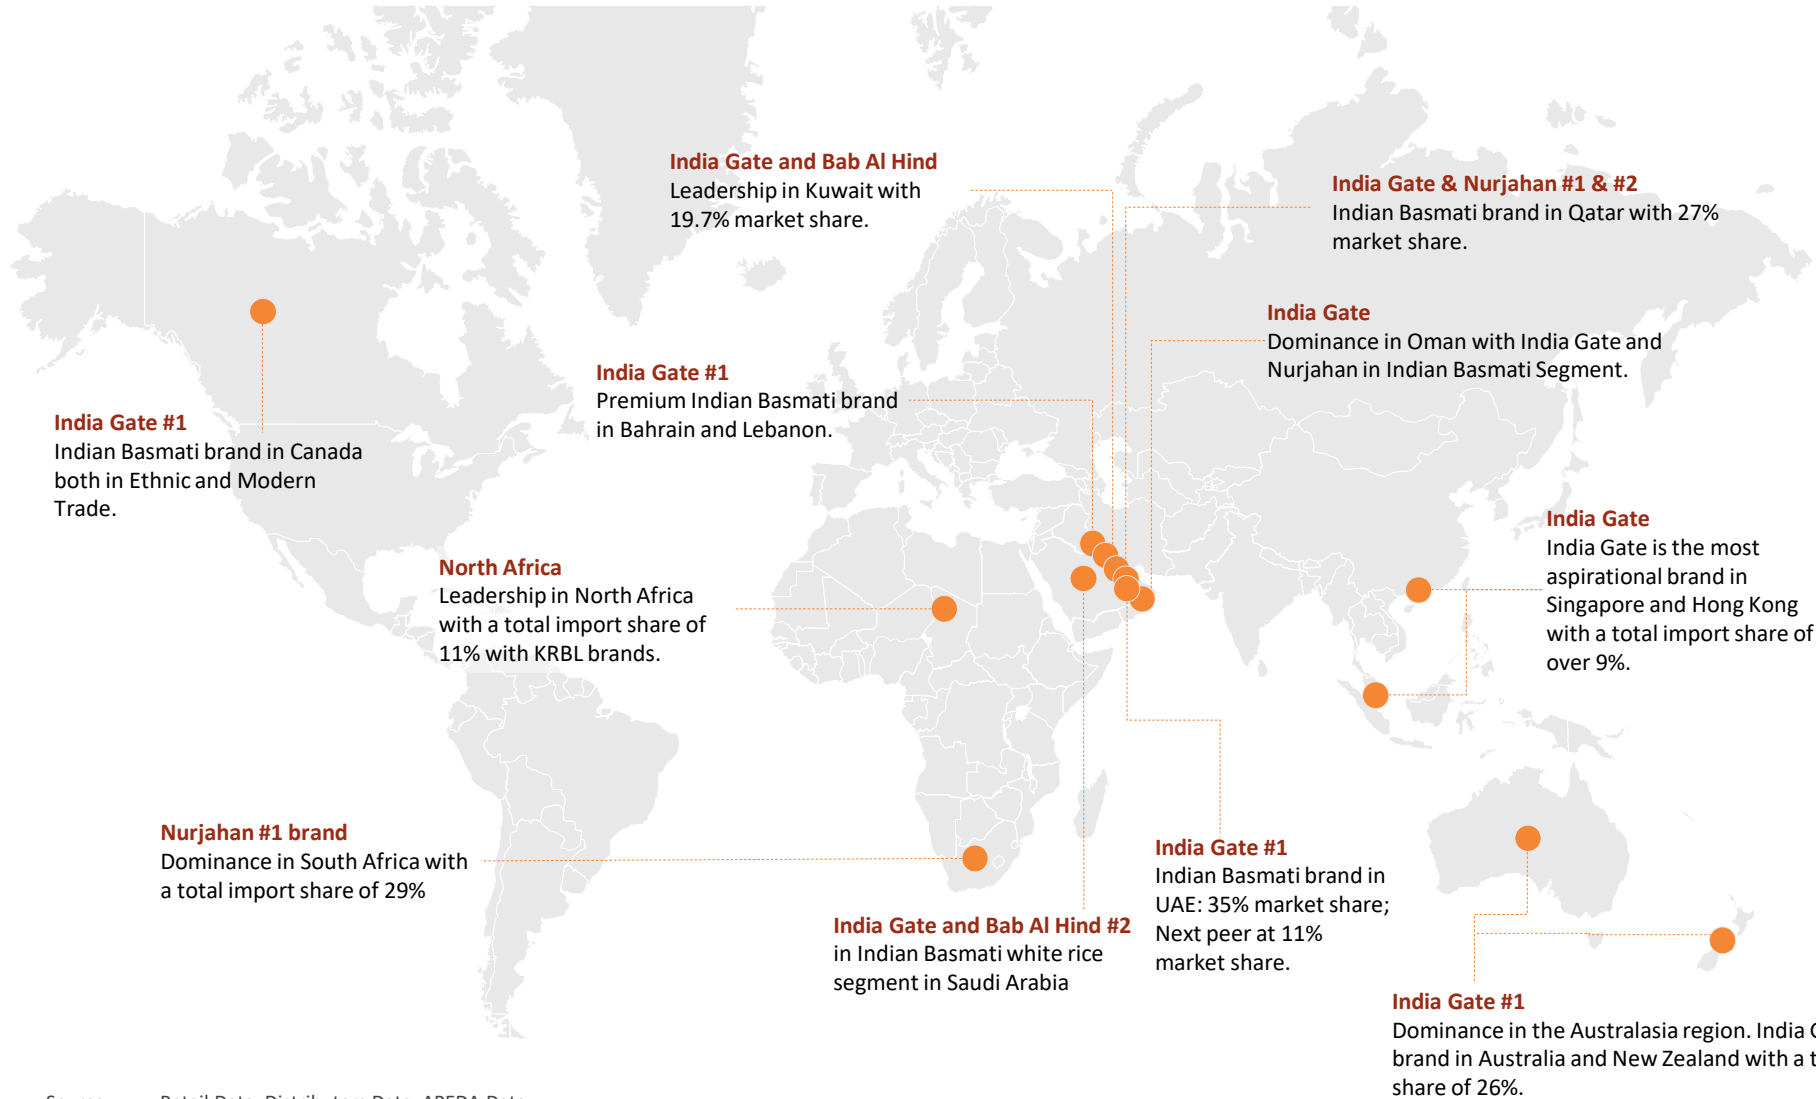 India Gate and Bab Al Hind
Leadership in Kuwait with
19.7% market share.
India Gate & Nurjahan #1 & #2
Indian Basmati brand in Qatar with 27%
market share.
India Gate
Dominance in Oman with India Gate and
Nurjahan in Indian Basmati Segment.
India Gate #1
Premium Indian Basmati brand
in Bahrain and Lebanon.
India Gate #1
Indian Basmati brand in Canada
both in Ethnic and Modern
Trade.
India Gate
India Gate is the most
aspirational brand in
Singapore and Hong Kong
with a total import share of
over 9%.
North Africa
Leadership in North Africa
with a total import share of
11% with KRBL brands.
Nurjahan #1 brand
Dominance in South Africa with
a total import share of 29%
India Gate #1
Indian Basmati brand in
UAE: 35% market share;
Next peer at 11%
market share.
India Gate and Bab Al Hind #2
in Indian Basmati white rice
segment in Saudi Arabia
India Gate #1
Dominance in the Australasia region. India
brand in Australia and New Zealand with a
share of 26%.
Retail Data, Distributors Data, APEDA Data